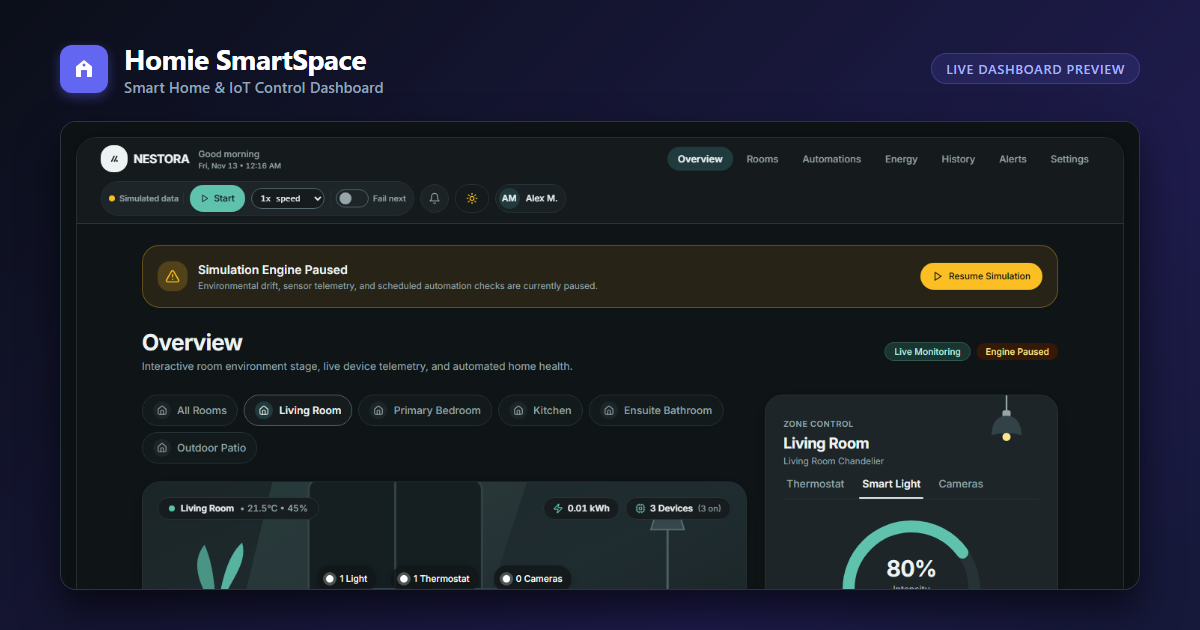 Homie SmartSpace
Smart Home & IoT Control Dashboard
LIVE DASHBOARD PREVIEW
NESTORA
Good morning
Fri, Nov 13 • 12:16 AM
Overview
Rooms
Automations
Energy
History
Alerts
Settings
Simulated data
Start
1x speed
Fail next
AM
Alex M.
Simulation Engine Paused
Environmental drift, sensor telemetry, and scheduled automation checks are currently paused.
Resume Simulation
Overview
Interactive room environment stage, live device telemetry, and automated home health.
Live Monitoring
Engine Paused
All Rooms
Living Room
Primary Bedroom
Kitchen
Ensuite Bathroom
Outdoor Patio
ZONE CONTROL
Living Room
Living Room Chandelier
Thermostat
Smart Light
Cameras
Living Room • 21.5°C • 45%
0.01 kWh
3 Devices (3 on)
1 Light
1 Thermostat
0 Cameras
80%
Intensity